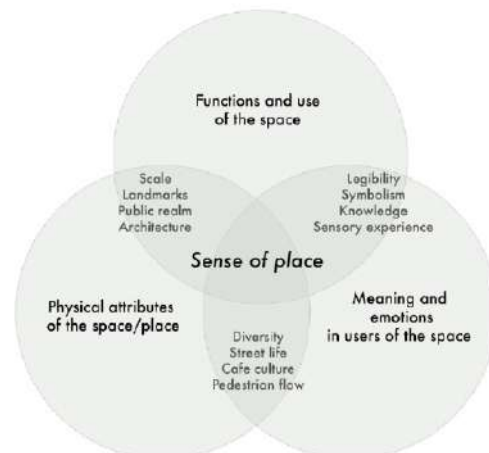 Functions and use
of the space
Scale
Landmarks
Public realm
Architecture
Legibility
Symbolism
Knowledge
Sensory experience
Sense of place
Physical attributes
of the space/place
Meaning and
emotions
in users of the space
Diversity
Street life
Cafe culture
Pedestrian flow